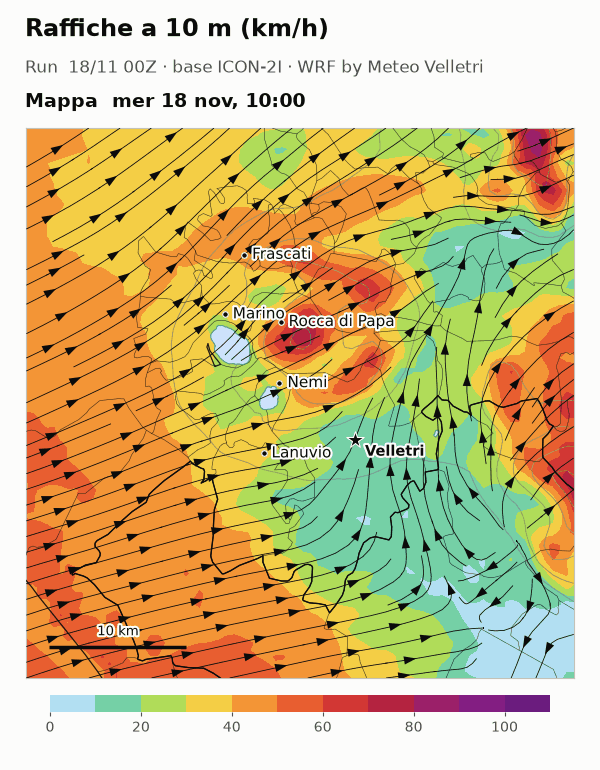 Raffiche a 10 m (km/h)
Run  18/11 00Z · base ICON-2I · WRF by Meteo Velletri
Mappa  mer 18 nov, 10:00
Frascati
Marino
Rocca di Papa
Nemi
Velletri
Lanuvio
10 km
0 20 40 60 80 100